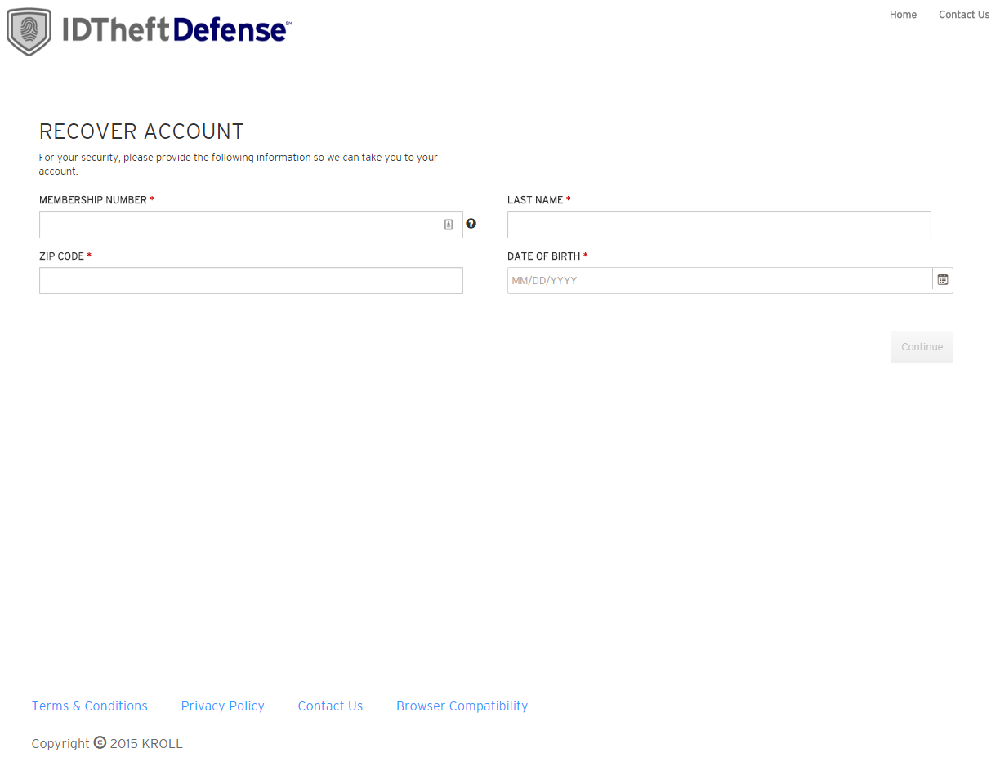 IDTheftDefense℠
Home Contact Us
RECOVER ACCOUNT
For your security, please provide the following information so we can take you to your
account.
MEMBERSHIP NUMBER *
LAST NAME *
ZIP CODE *
DATE OF BIRTH *
MM/DD/YYYY
Continue
Terms & Conditions Privacy Policy Contact Us Browser Compatibility
Copyright © 2015 KROLL